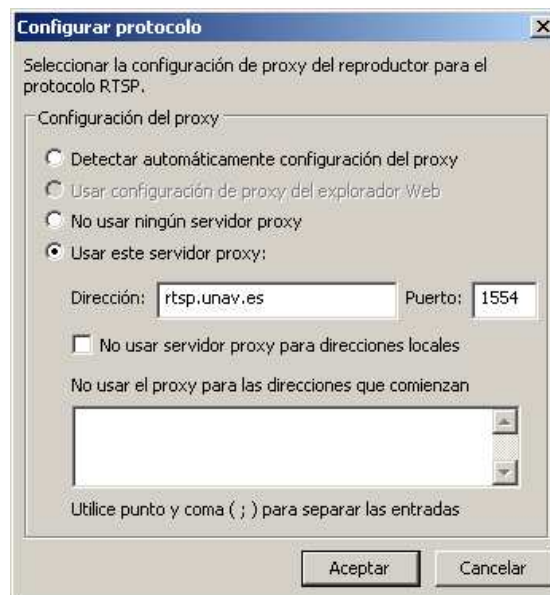 Configurar protocolo
Seleccionar la configuración de proxy del reproductor para el
protocolo RTSP.
Configuración del proxy
Detectar automáticamente configuración del proxy
Usar configuración de proxy del explorador Web
No usar ningún servidor proxy
Usar este servidor proxy:
Dirección: rtsp.unav.es Puerto: 1554
No usar servidor proxy para direcciones locales
No usar el proxy para las direcciones que comienzan
Utilice punto y coma ( ; ) para separar las entradas
Aceptar Cancelar